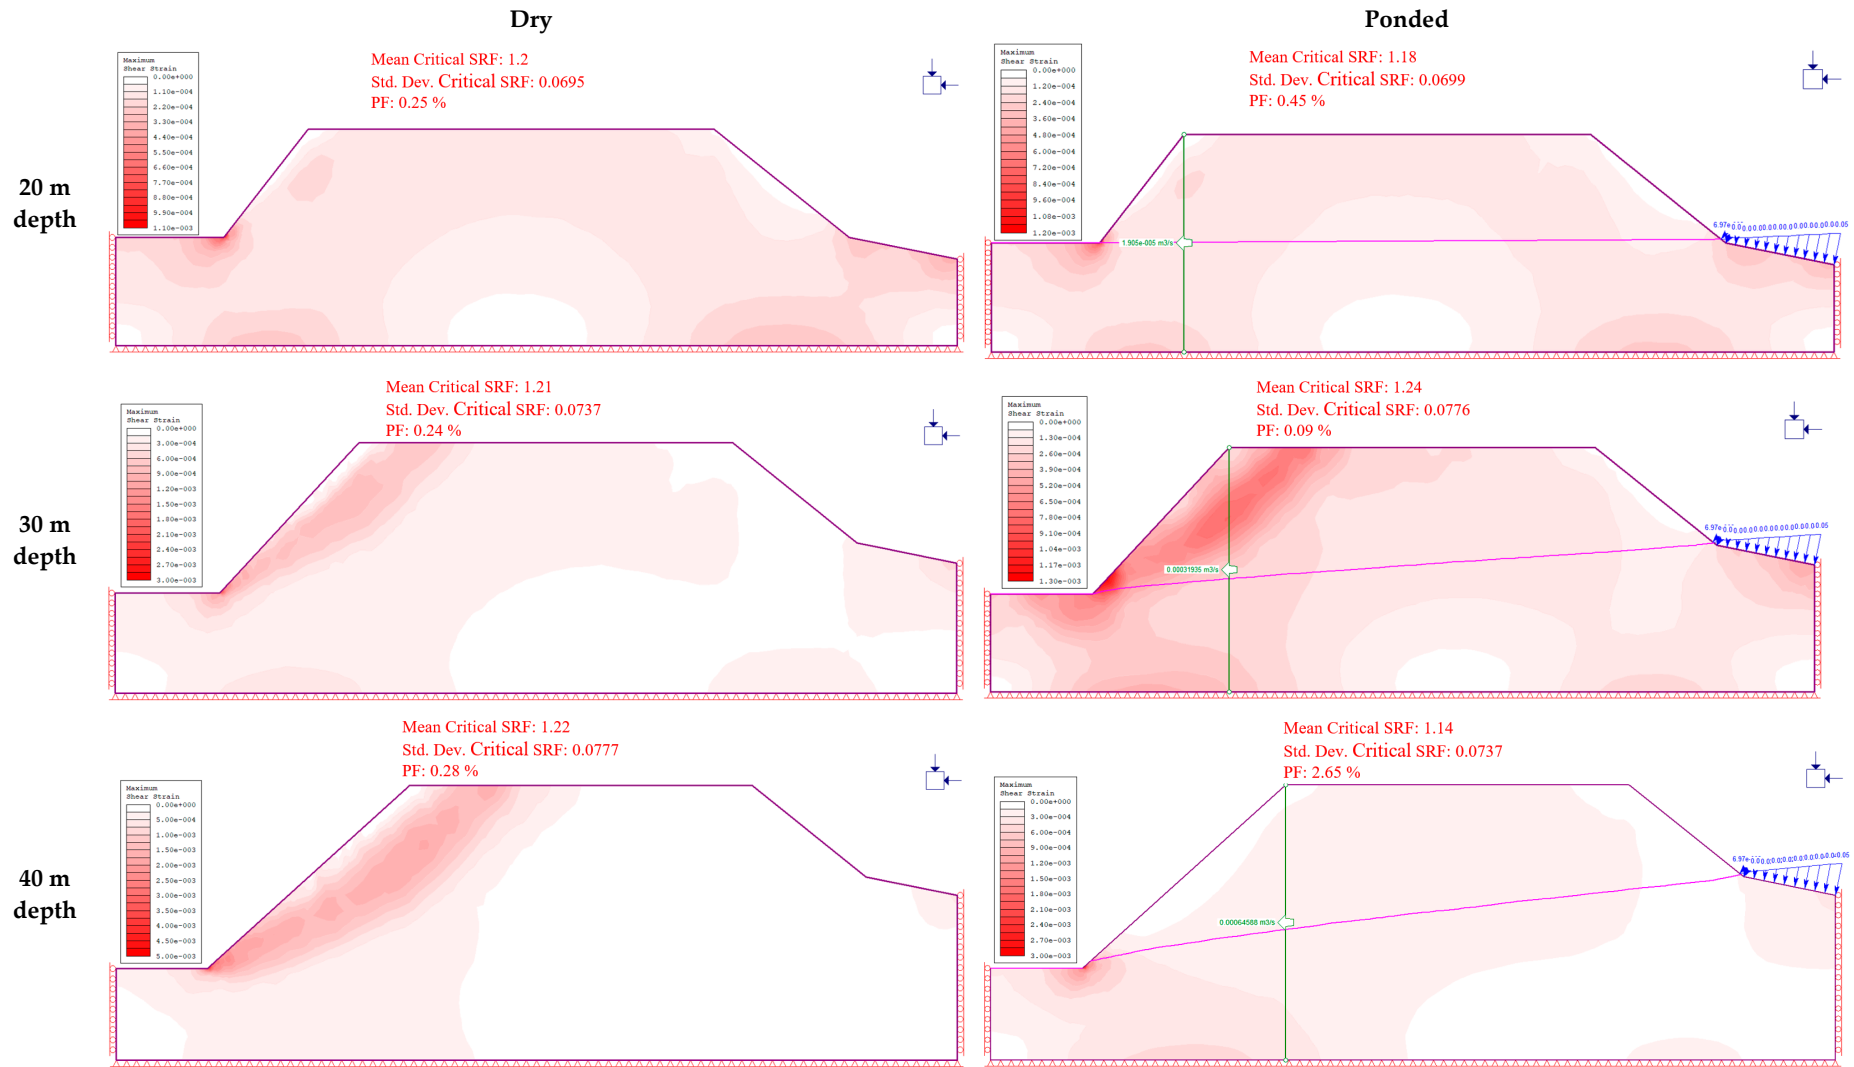 Dry
Ponded
20 m
depth
Maximum
Shear Strain
0.00e+000
1.10e-004
2.20e-004
3.30e-004
4.40e-004
5.50e-004
6.60e-004
7.70e-004
8.80e-004
9.90e-004
1.10e-003
Mean Critical SRF: 1.2
Std. Dev. Critical SRF: 0.0695
PF: 0.25 %
Maximum
Shear Strain
0.00e+000
1.20e-004
2.40e-004
3.60e-004
4.80e-004
6.00e-004
7.20e-004
8.40e-004
9.60e-004
1.08e-003
1.20e-003
Mean Critical SRF: 1.18
Std. Dev. Critical SRF: 0.0699
PF: 0.45 %
1.905e-005 m3/s
30 m
depth
Maximum
Shear Strain
0.00e+000
3.00e-004
6.00e-004
9.00e-004
1.20e-003
1.50e-003
1.80e-003
2.10e-003
2.40e-003
2.70e-003
3.00e-003
Mean Critical SRF: 1.21
Std. Dev. Critical SRF: 0.0737
PF: 0.24 %
Maximum
Shear Strain
0.00e+000
1.30e-004
2.60e-004
3.90e-004
5.20e-004
6.50e-004
7.80e-004
9.10e-004
1.04e-003
1.17e-003
1.30e-003
Mean Critical SRF: 1.24
Std. Dev. Critical SRF: 0.0776
PF: 0.09 %
0.00031935 m3/s
40 m
depth
Maximum
Shear Strain
0.00e+000
5.00e-004
1.00e-003
1.50e-003
2.00e-003
2.50e-003
3.00e-003
3.50e-003
4.00e-003
4.50e-003
5.00e-003
Mean Critical SRF: 1.22
Std. Dev. Critical SRF: 0.0777
PF: 0.28 %
Maximum
Shear Strain
0.00e+000
3.00e-004
6.00e-004
9.00e-004
1.20e-003
1.50e-003
1.80e-003
2.10e-003
2.40e-003
2.70e-003
3.00e-003
Mean Critical SRF: 1.14
Std. Dev. Critical SRF: 0.0737
PF: 2.65 %
0.00064588 m3/s